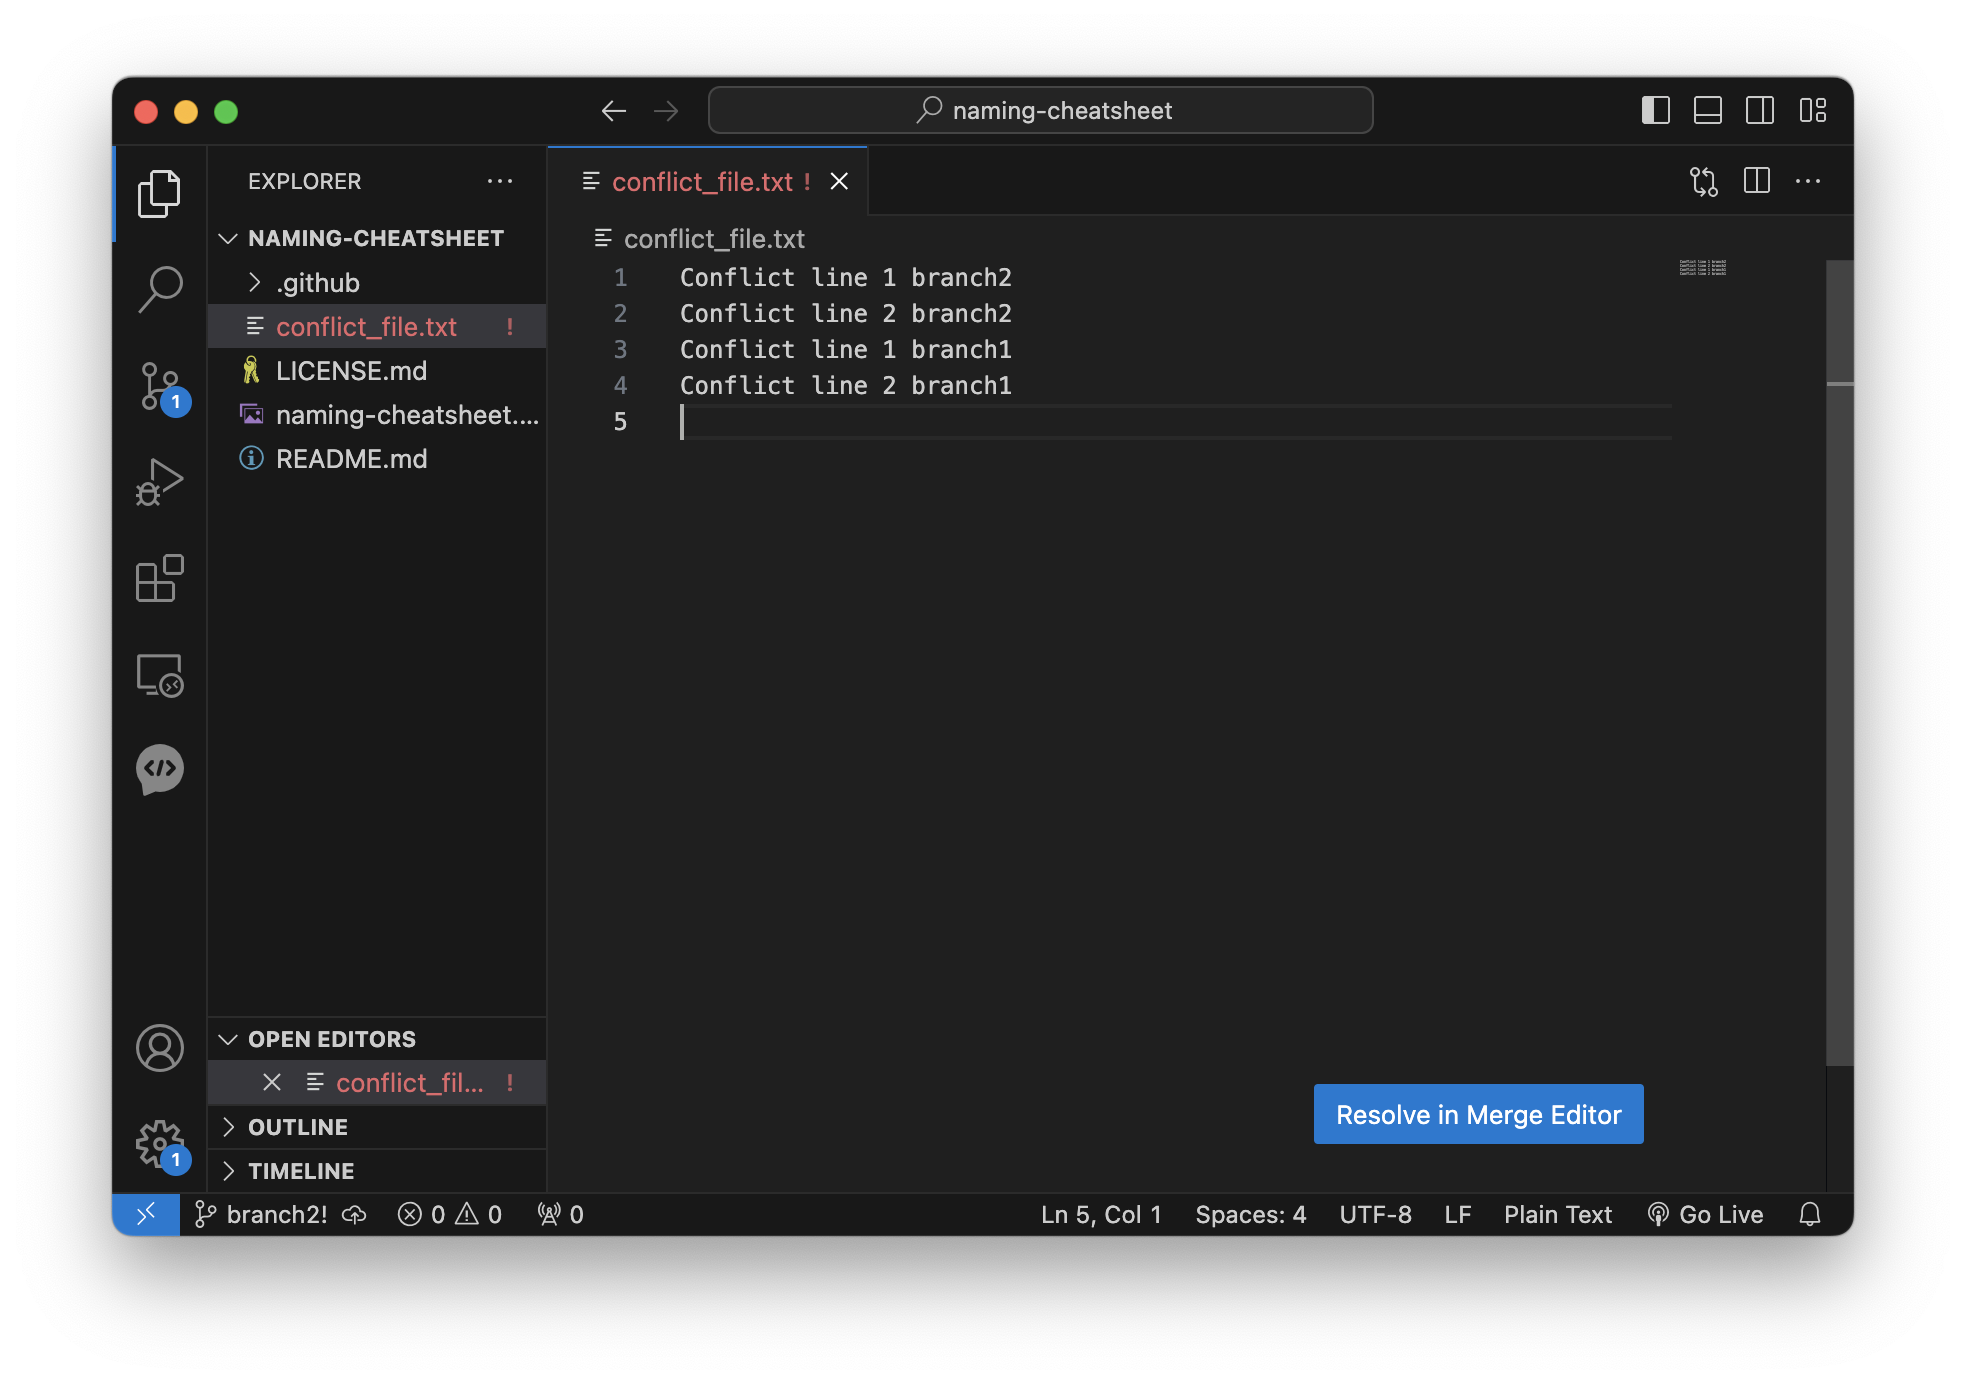 naming-cheatsheet
EXPLORER
conflict_file.txt !
NAMING-CHEATSHEET
.github
conflict_file.txt !
LICENSE.md
naming-cheatsheet....
README.md
conflict_file.txt
1 Conflict line 1 branch2
2 Conflict line 2 branch2
3 Conflict line 1 branch1
4 Conflict line 2 branch1
5
1
OPEN EDITORS
conflict_fil... !
OUTLINE
TIMELINE
1
Resolve in Merge Editor
branch2! 0 0 0 Ln 5, Col 1 Spaces: 4 UTF-8 LF Plain Text Go Live